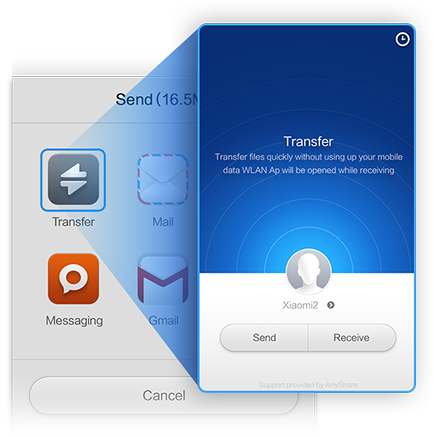 Send (16.5M
Transfer
Mail
Messaging
Gmail
Cancel
Transfer
Transfer files quickly without using up your mobile
data WLAN Ap will be opened while receiving
Xiaomi2
Send
Receive
Support provided by AnyShare